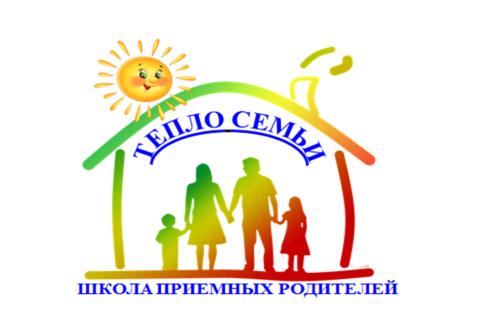 ТЕПЛО СЕМЬИ
ШКОЛА ПРИЕМНЫХ РОДИТЕЛЕЙ